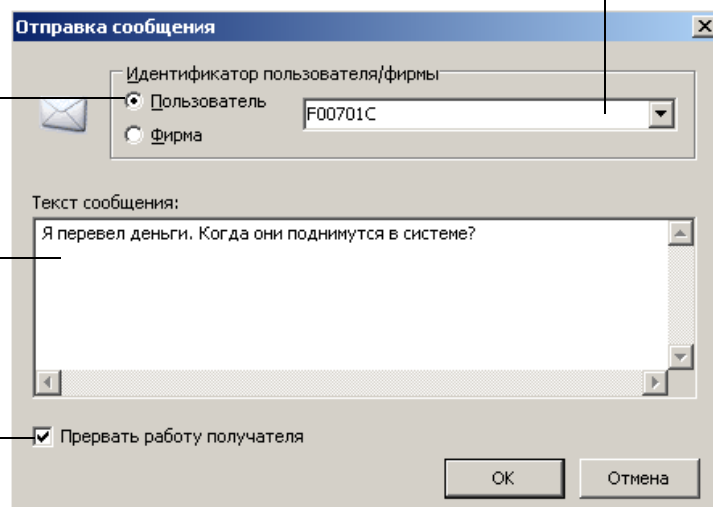 Отправка сообщения
Идентификатор пользователя/фирмы
Пользователь
F00701C
Фирма
Текст сообщения:
Я перевел деньги. Когда они поднимутся в системе?
Прервать работу получателя
OK
Отмена